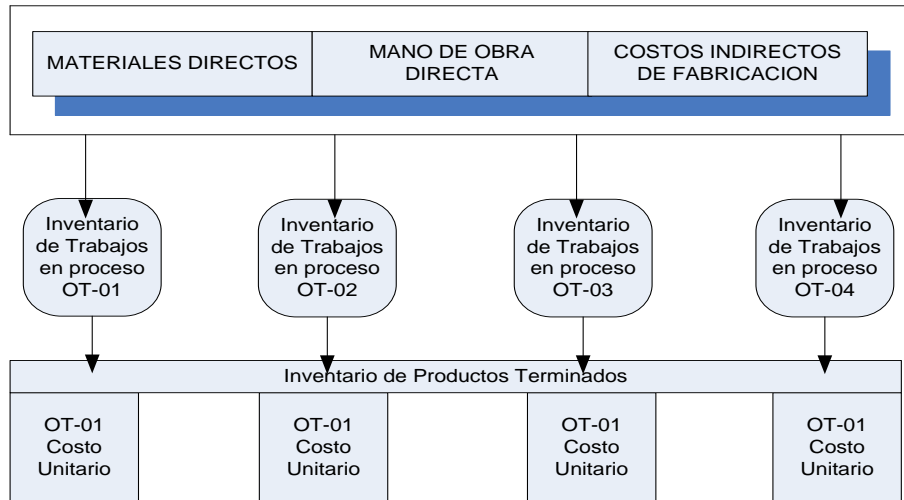 MATERIALES DIRECTOS
MANO DE OBRA
DIRECTA
COSTOS INDIRECTOS
DE FABRICACION
Inventario
de Trabajos
en proceso
OT-01
Inventario
de Trabajos
en proceso
OT-02
Inventario
de Trabajos
en proceso
OT-03
Inventario
de Trabajos
en proceso
OT-04
Inventario de Productos Terminados
OT-01
Costo
Unitario
OT-01
Costo
Unitario
OT-01
Costo
Unitario
OT-01
Costo
Unitario